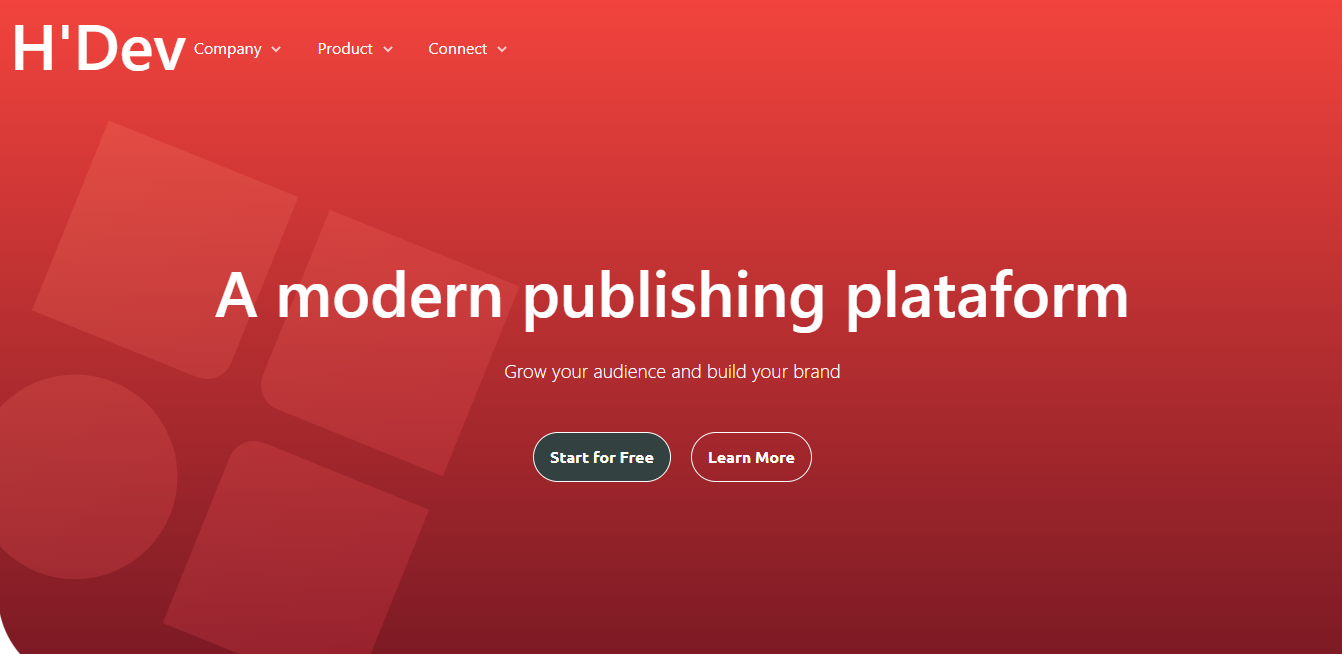 H'Dev Company Product Connect
A modern publishing plataform
Grow your audience and build your brand
Start for Free Learn More